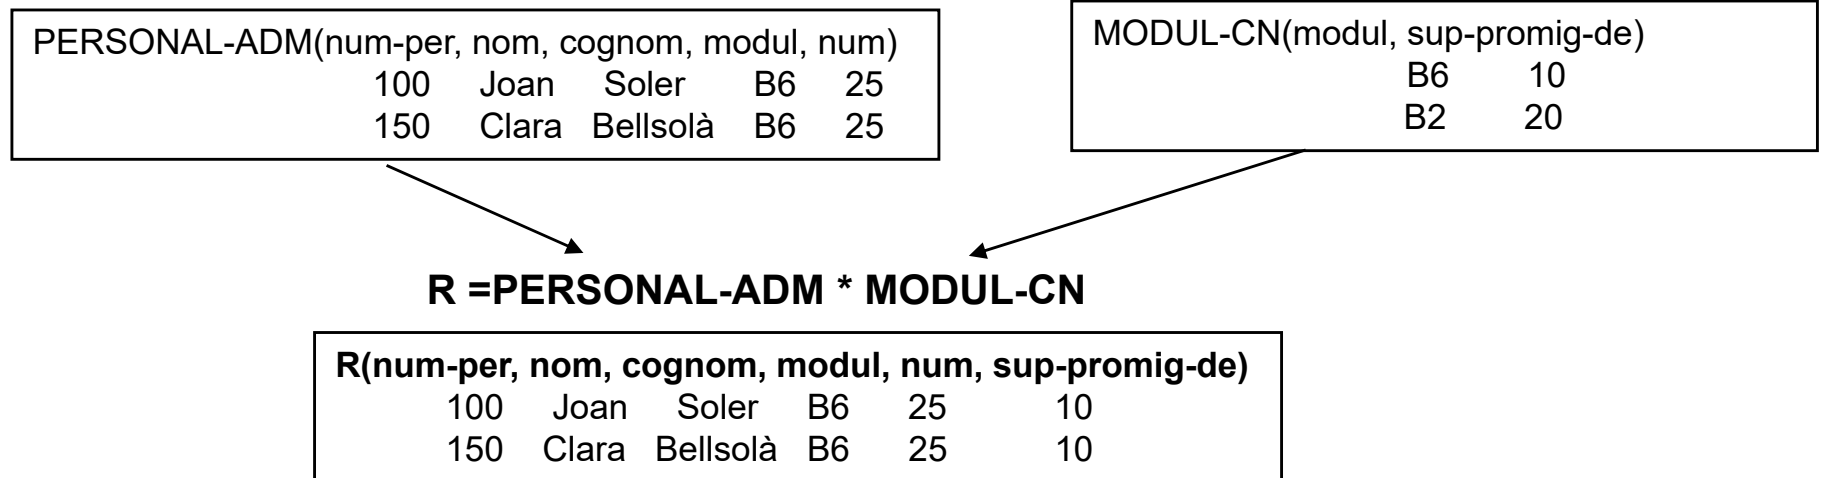 PERSONAL-ADM(num-per, nom, cognom, modul, num)
100 Joan Soler B6 25
150 Clara Bellsolà B6 25
MODUL-CN(modul, sup-promig-de)
B6 10
B2 20
R =PERSONAL-ADM * MODUL-CN
R(num-per, nom, cognom, modul, num, sup-promig-de)
100 Joan Soler B6 25 10
150 Clara Bellsolà B6 25 10